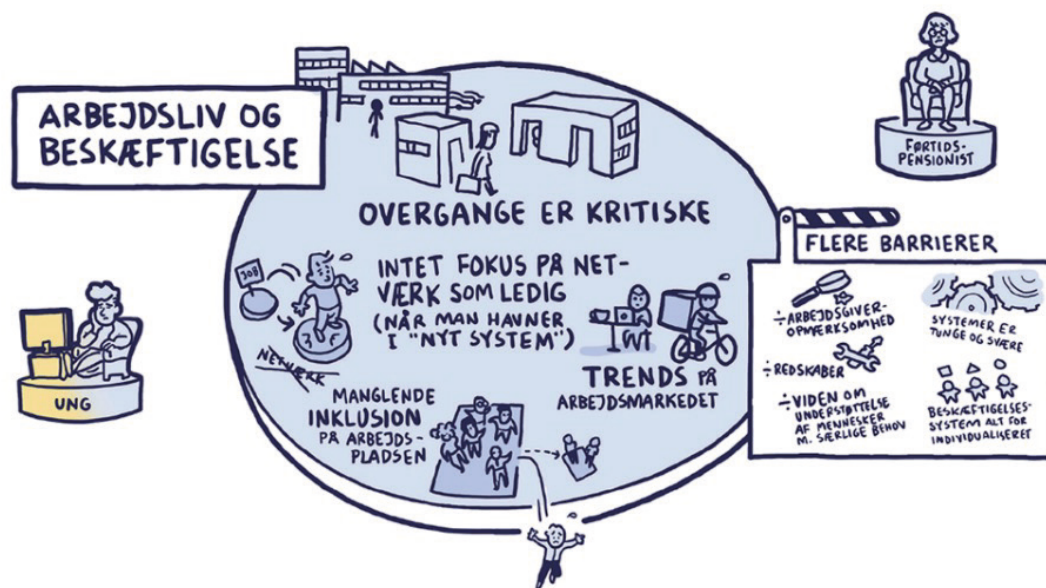 ARBEJDSLIV OG
BESKÆFTIGELSE
FØRTIDS-
PENSIONIST
OVERGANGE ER KRITISKE
FLERE BARRIERER
JOB
INTET FOKUS PÅ NET-
VÆRK SOM LEDIG
(NÅR MAN HAVNER
I "NYT SYSTEM")
NETVÆRK
TRENDS PÅ
ARBEJDSMARKEDET
MANGLENDE
INKLUSION
PÅ ARBEJDS-
PLADSEN
UNG
÷ARBEJDSGIVER-
OPMÆRKSOMHED
÷REDSKABER
÷VIDEN OM
UNDERSTØTTELSE
AF MENNESKER
M. SÆRLIGE BEHOV
SYSTEMER ER
TUNGE OG SVÆRE
BESKÆFTIGELSES-
SYSTEM ALT FOR
INDIVIDUALISERET